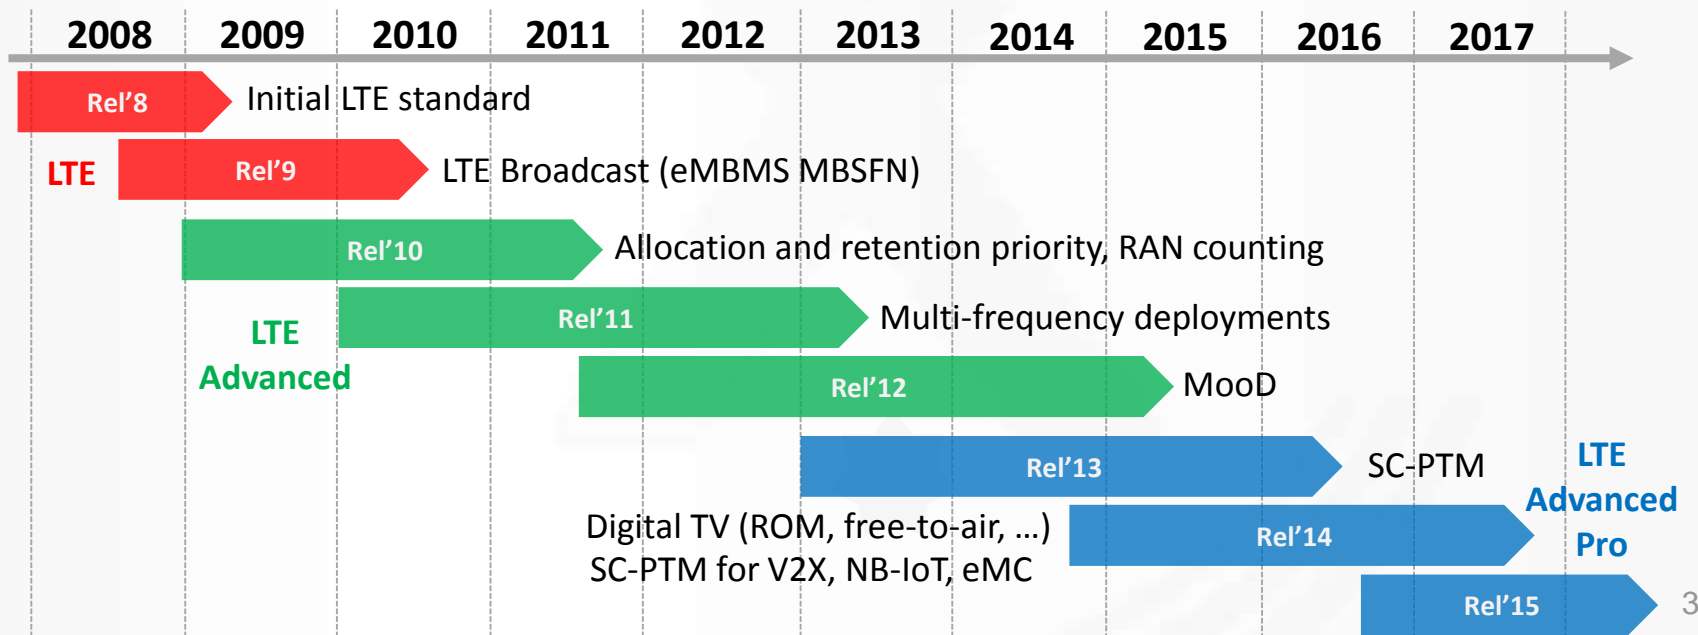 2008 2009 2010 2011 2012 2013 2014 2015 2016 2017
Rel'8 Initial LTE standard
LTE Rel'9 LTE Broadcast (eMBMS MBSFN)
Rel'10 Allocation and retention priority, RAN counting
Rel'11 Multi-frequency deployments
LTE
Advanced
Rel'12 MooD
Rel'13 SC-PTM
LTE
Advanced
Pro
Digital TV (ROM, free-to-air, …)
SC-PTM for V2X, NB-IoT, eMC
Rel'14
Rel'15
3